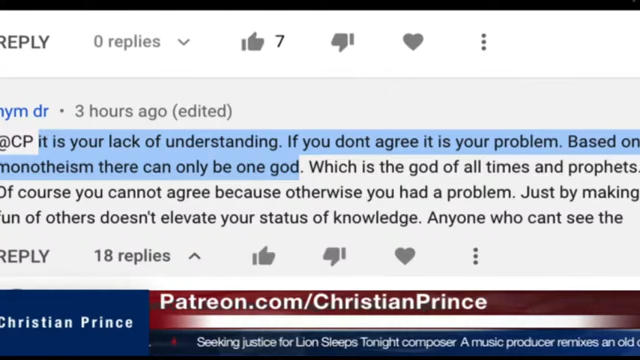 REPLY 0 replies 7
nym dr • 3 hours ago (edited)
@CP it is your lack of understanding. If you dont agree it is your problem. Based on
monotheism there can only be one god. Which is the god of all times and prophets.
Of course you cannot agree because otherwise you had a problem. Just by making
fun of others doesn't elevate your status of knowledge. Anyone who cant see the
REPLY 18 replies
Patreon.com/ChristianPrince
Christian Prince
Seeking justice for Lion Sleeps Tonight composer A music producer remixes an old